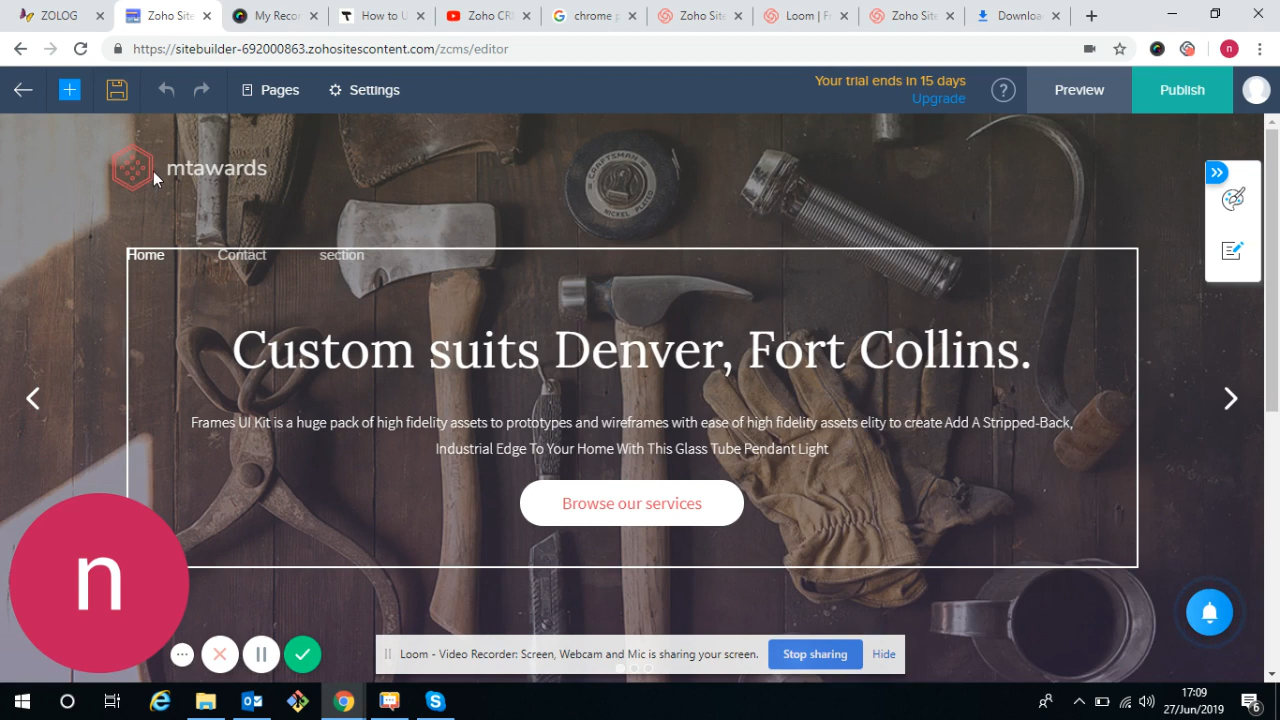 ZOLOG
Zoho Site
My Recor
How to U
Zoho CR
chrome p
Zoho Site
Loom | F
Zoho Site
Downloa
https://sitebuilder-692000863.zohositescontent.com/zcms/editor
n
Pages
Settings
Your trial ends in 15 days
Upgrade
?
Preview
Publish
mtawards
CRAFTSMAN
NICKEL PLATED
Home
Contact
section
Custom suits Denver, Fort Collins.
Frames UI Kit is a huge pack of high fidelity assets to prototypes and wireframes with ease of high fidelity assets elity to create Add A Stripped-Back,
Industrial Edge To Your Home With This Glass Tube Pendant Light
Browse our services
n
Loom - Video Recorder: Screen, Webcam and Mic is sharing your screen.
Stop sharing
Hide
17:09
27/Jun/2019
6